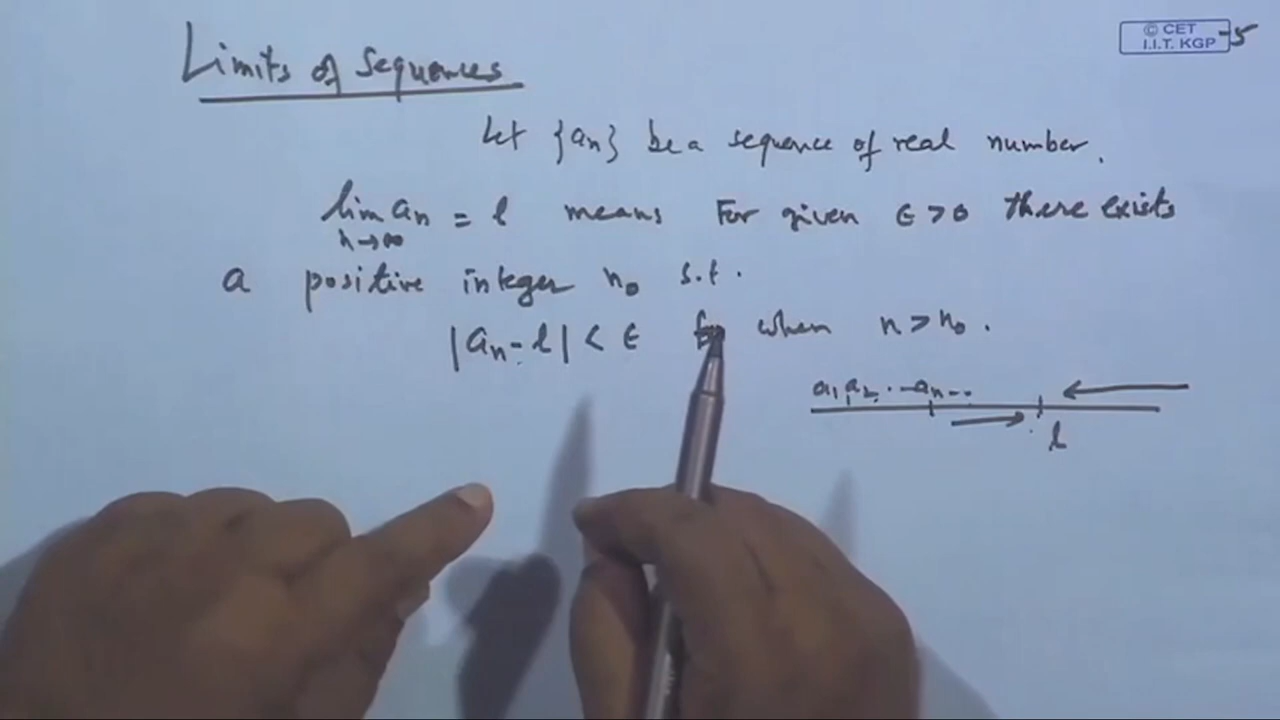 © CET
I.I.T. KGP -5
Limits of Sequences
Let {an} be a sequence of real number.
lim an = l means For given ε > 0 there exists
n→∞
a positive integer n₀ s.t.
|an - l| < ε when n > n₀.
a₁ a₂ .. an ..
l